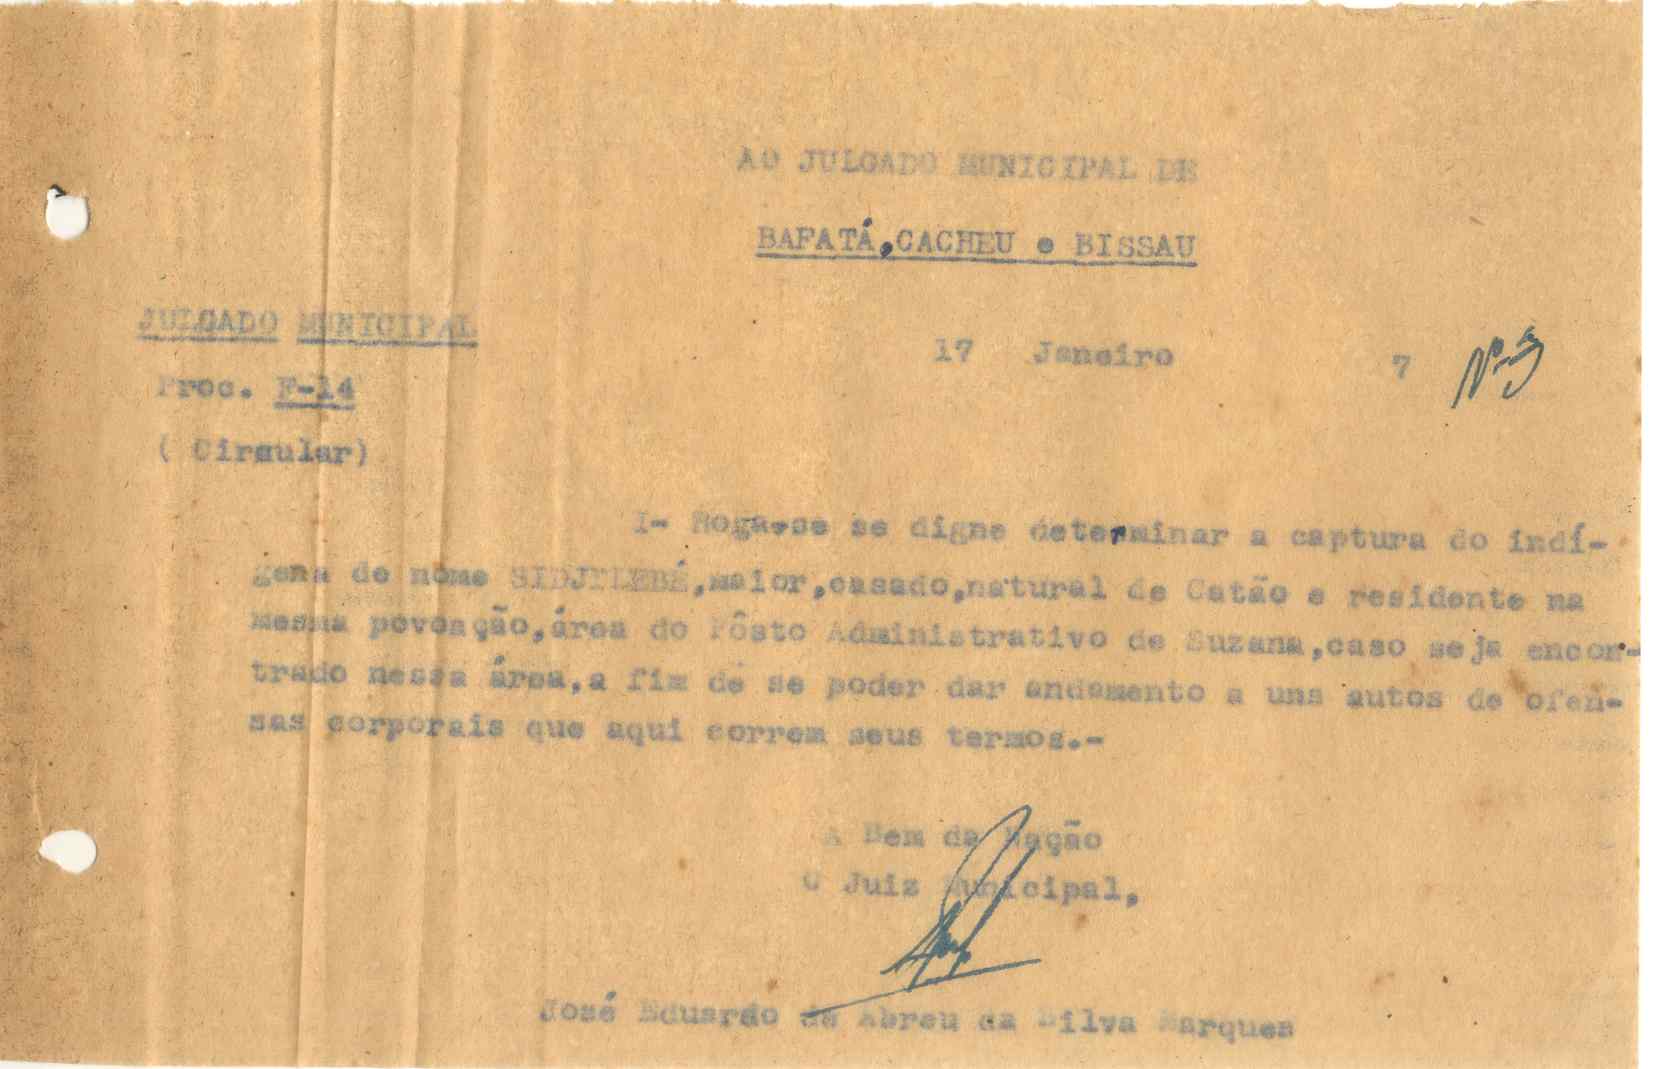 AO JULGADO MUNICIPAL DE
BAFATÁ,CACHEU e BISSAU
JULGADO MUNICIPAL
17 Janeiro 7 Nº 3
Proc. F-14
( Circular)
I- Roga-se se digne determinar a captura do indí-
gena de nome SIDJILEBÉ,maior,casado,natural de Catão e residente na
mesma povoação,área do Pôsto Administrativo de Suzana,caso seja encon-
trado nessa área,a fim de se poder dar andamento a uns autos de ofen-
sas corporais que aqui correm seus termos.-
A Bem da Nação
O Juiz Municipal,
José Eduardo de Abreu da Silva Marques